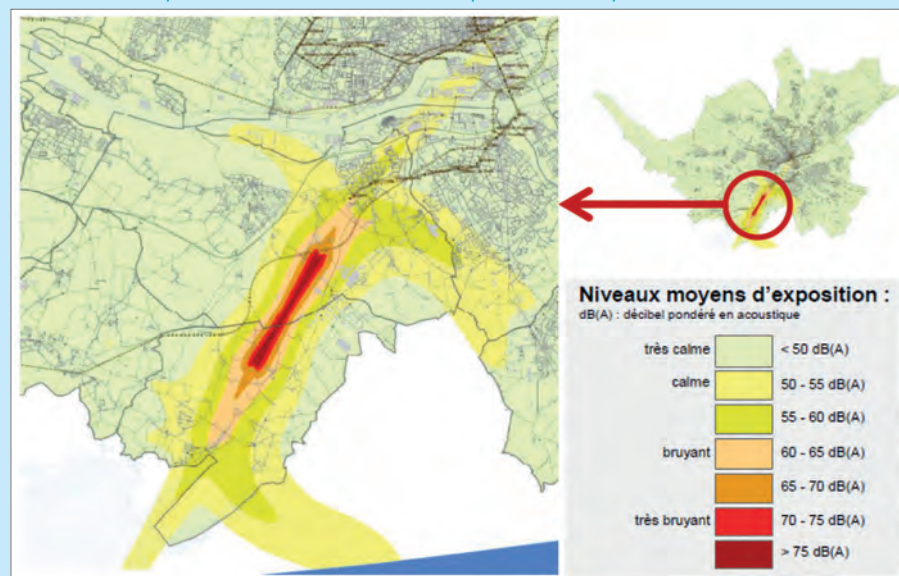 Niveaux moyens d'exposition :
dB(A) : décibel pondéré en acoustique
très calme < 50 dB(A)
calme 50 - 55 dB(A)
55 - 60 dB(A)
bruyant 60 - 65 dB(A)
65 - 70 dB(A)
très bruyant 70 - 75 dB(A)
> 75 dB(A)